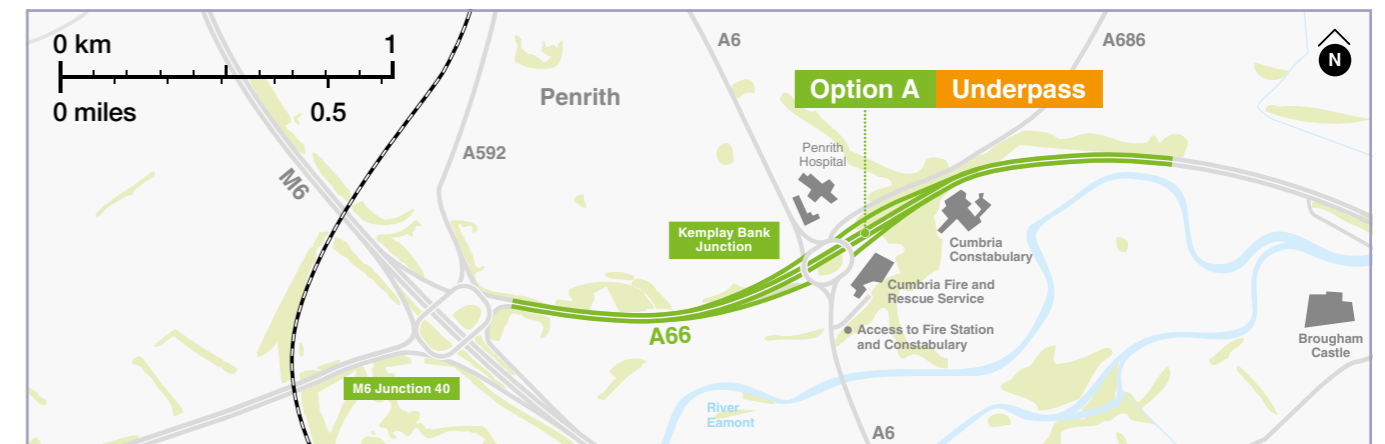 0 km 1
0 miles 0.5
A6
A686
N
Option A Underpass
Penrith
A592
M6
Penrith
Hospital
Kemplay Bank
Junction
Cumbria
Constabulary
Cumbria Fire and
Rescue Service
A66
Access to Fire Station
and Constabulary
Brougham
Castle
M6 Junction 40
River
Eamont
A6